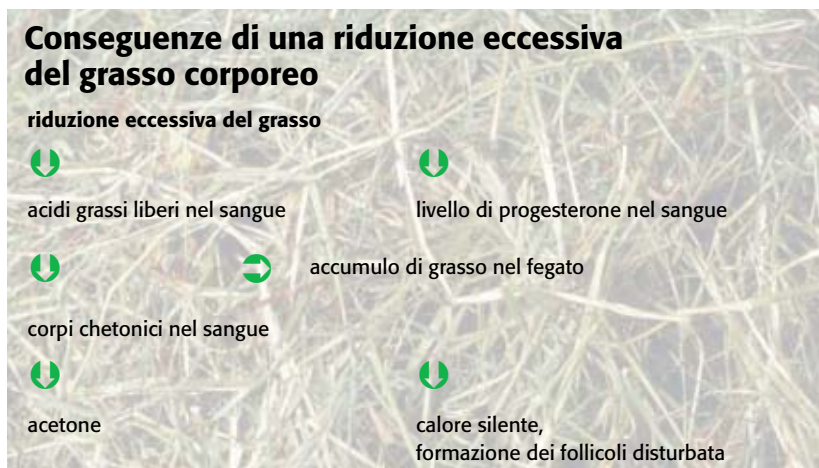 Conseguenze di una riduzione eccessiva
del grasso corporeo
riduzione eccessiva del grasso
acidi grassi liberi nel sangue
livello di progesterone nel sangue
accumulo di grasso nel fegato
corpi chetonici nel sangue
acetone
calore silente,
formazione dei follicoli disturbata